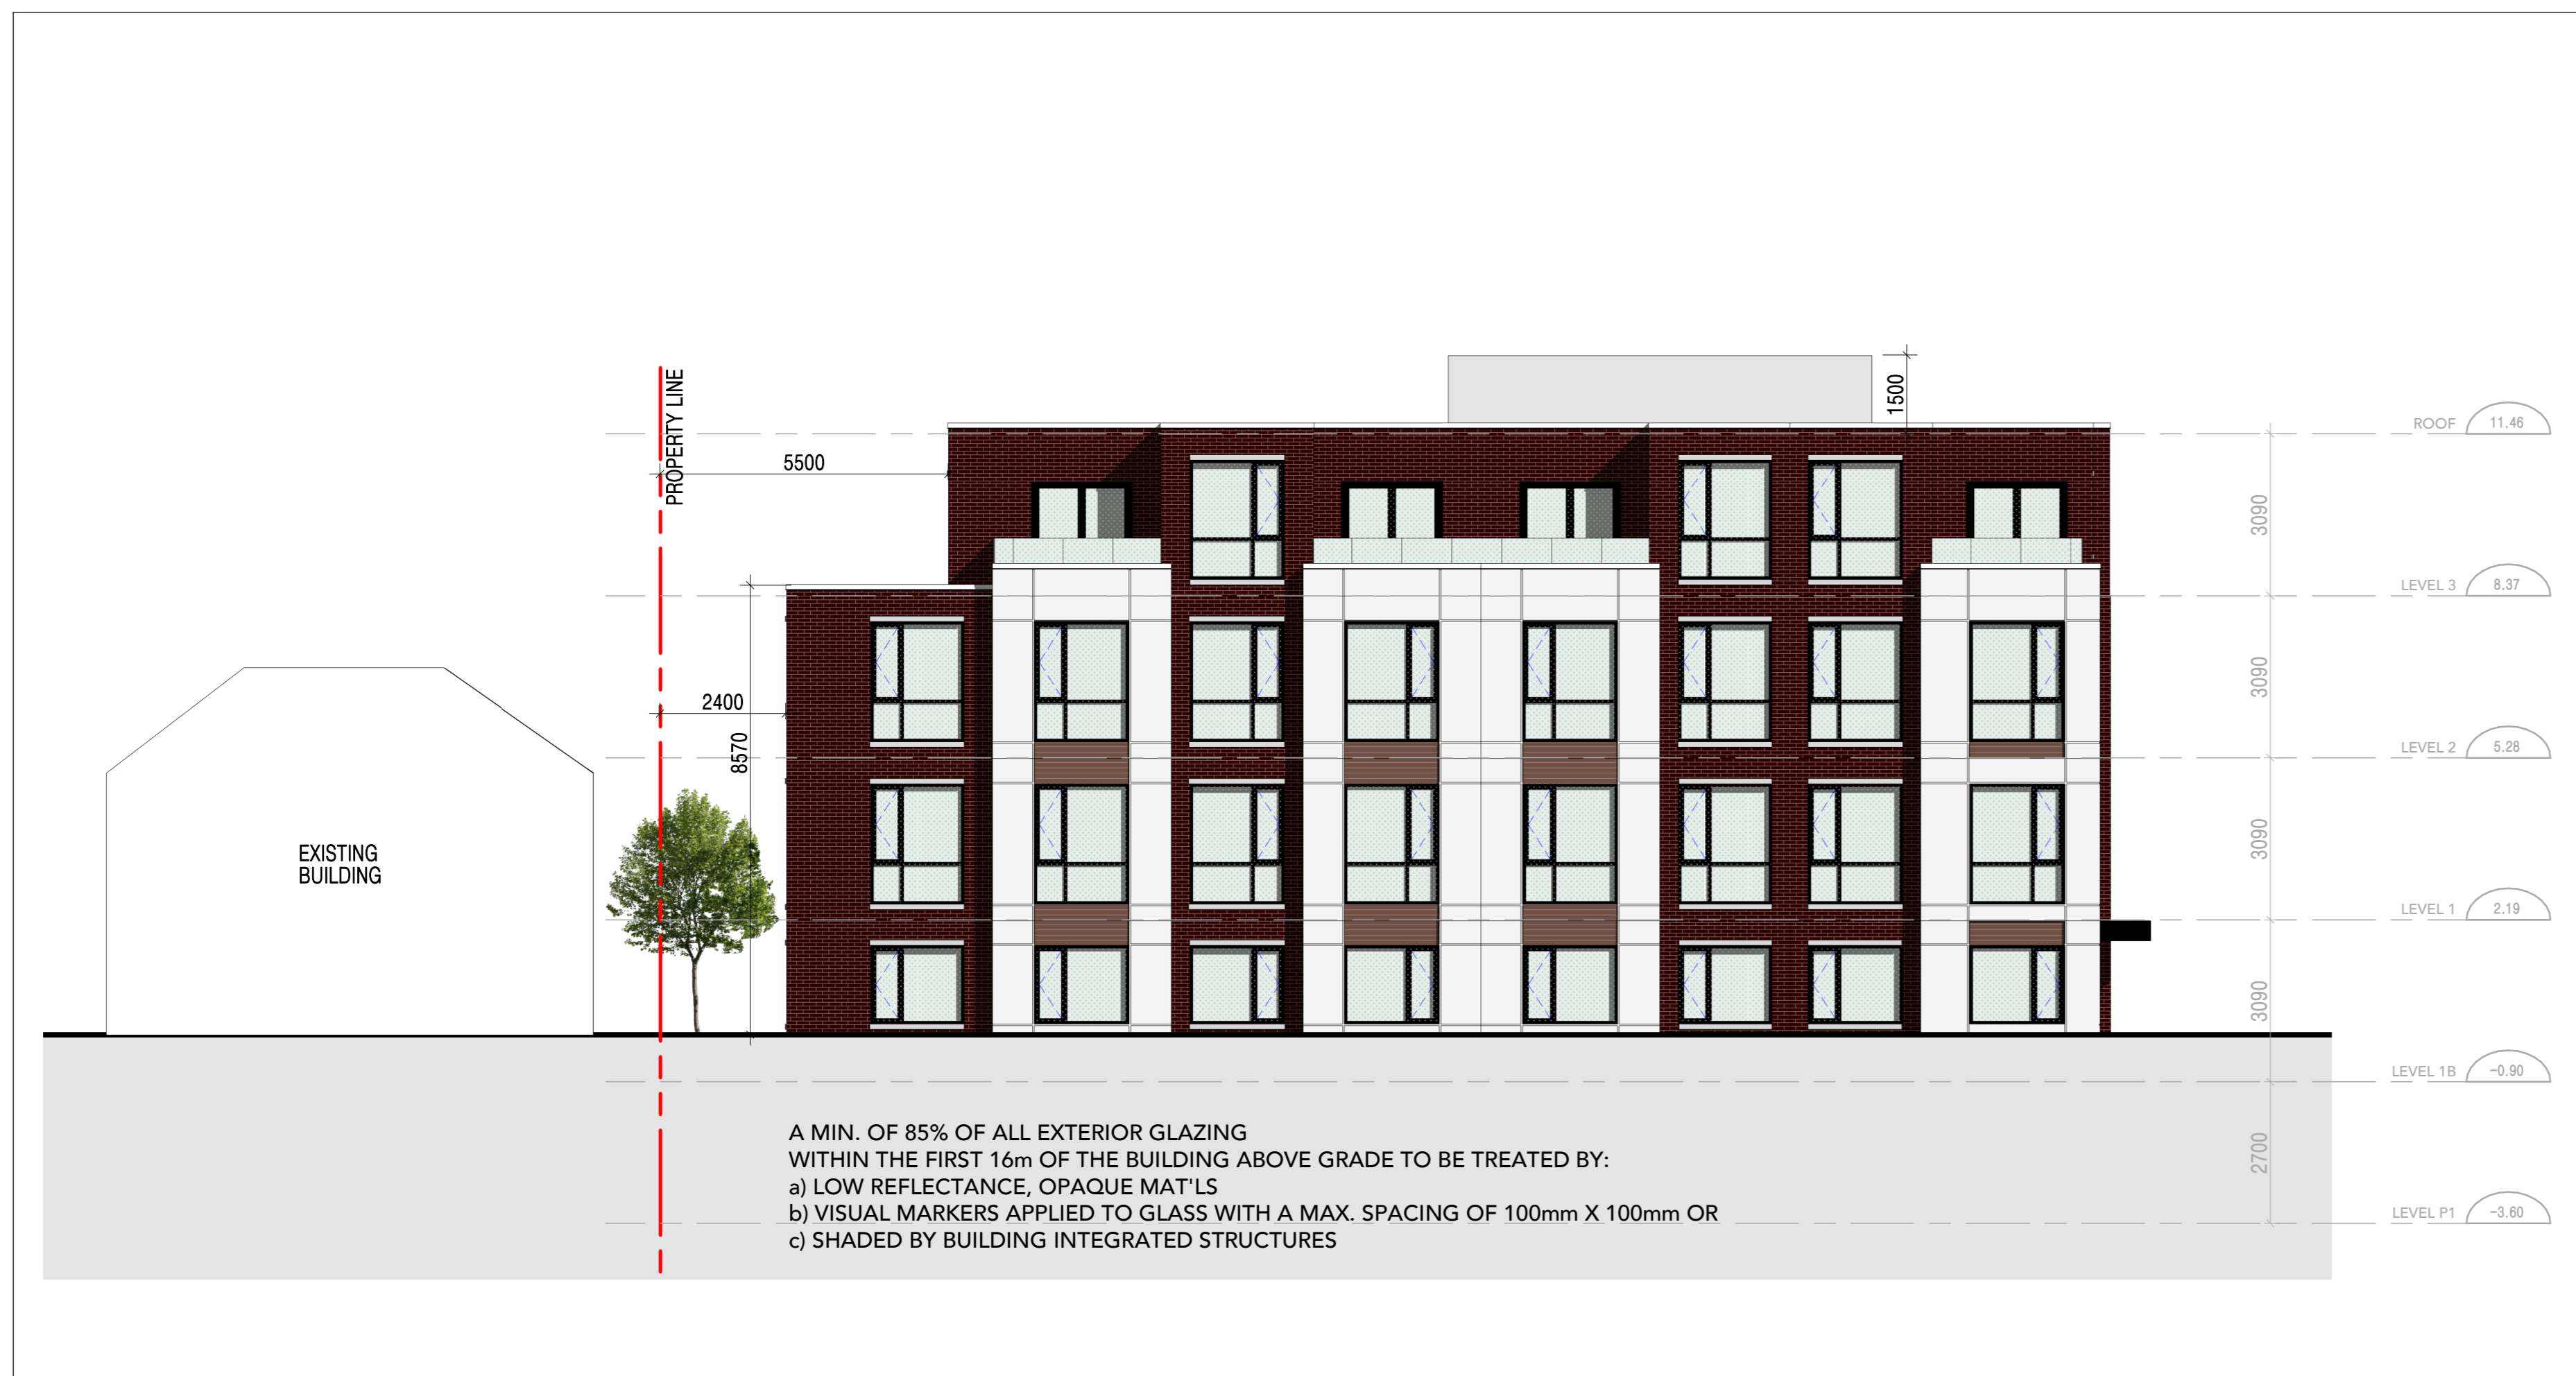 PROPERTY LINE
1500
ROOF 11.46
5500
3090
LEVEL 3 8.37
3090
2400
8570
LEVEL 2 5.28
3090
EXISTING
BUILDING
LEVEL 1 2.19
3090
LEVEL 1B -0.90
2700
LEVEL P1 -3.60
A MIN. OF 85% OF ALL EXTERIOR GLAZING
WITHIN THE FIRST 16m OF THE BUILDING ABOVE GRADE TO BE TREATED BY:
a) LOW REFLECTANCE, OPAQUE MAT'LS
b) VISUAL MARKERS APPLIED TO GLASS WITH A MAX. SPACING OF 100mm X 100mm OR
c) SHADED BY BUILDING INTEGRATED STRUCTURES